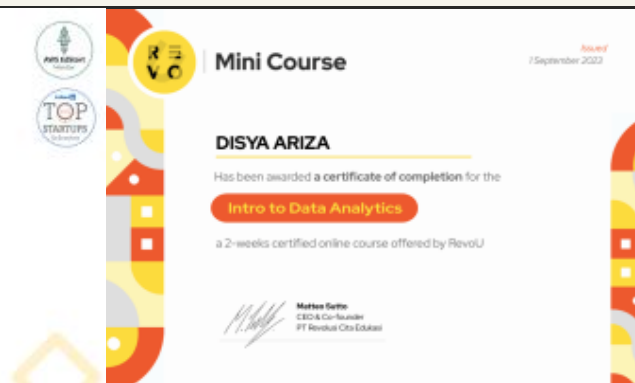 TOP
STARTUPS
RE
VO
Mini Course
Issued
1 September 2023
DISYA ARIZA
Has been awarded a certificate of completion for the
Intro to Data Analytics
a 2-weeks certified online course offered by RevoU
Matteo Sutto
CEO & Co-founder
PT Revolusi Cita Edukasi